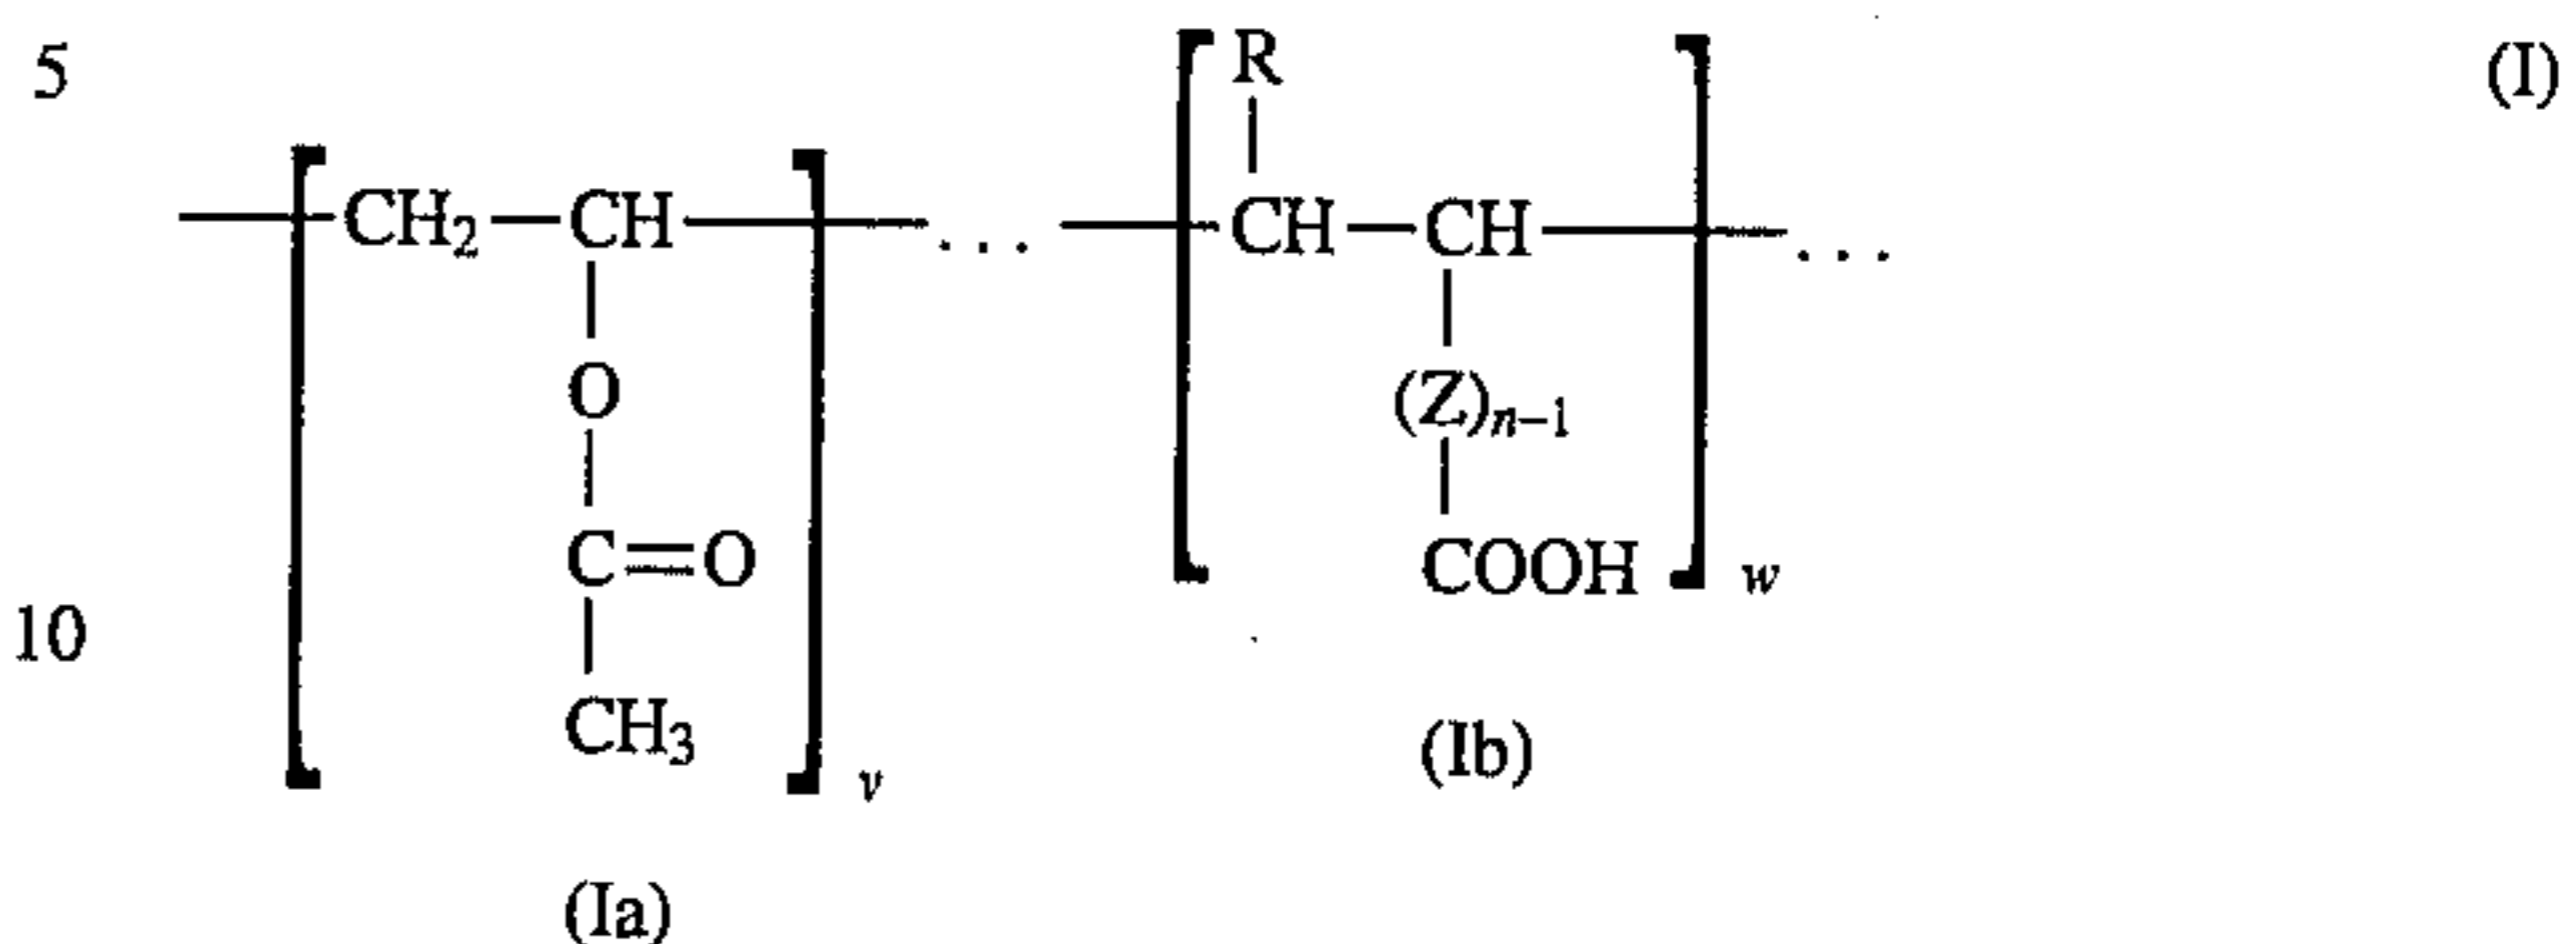 5 R (I)
CH2—CH ... CH—CH ...
O (Z)n−1
C=O COOH w
10
CH3 v (Ib)
(Ia)